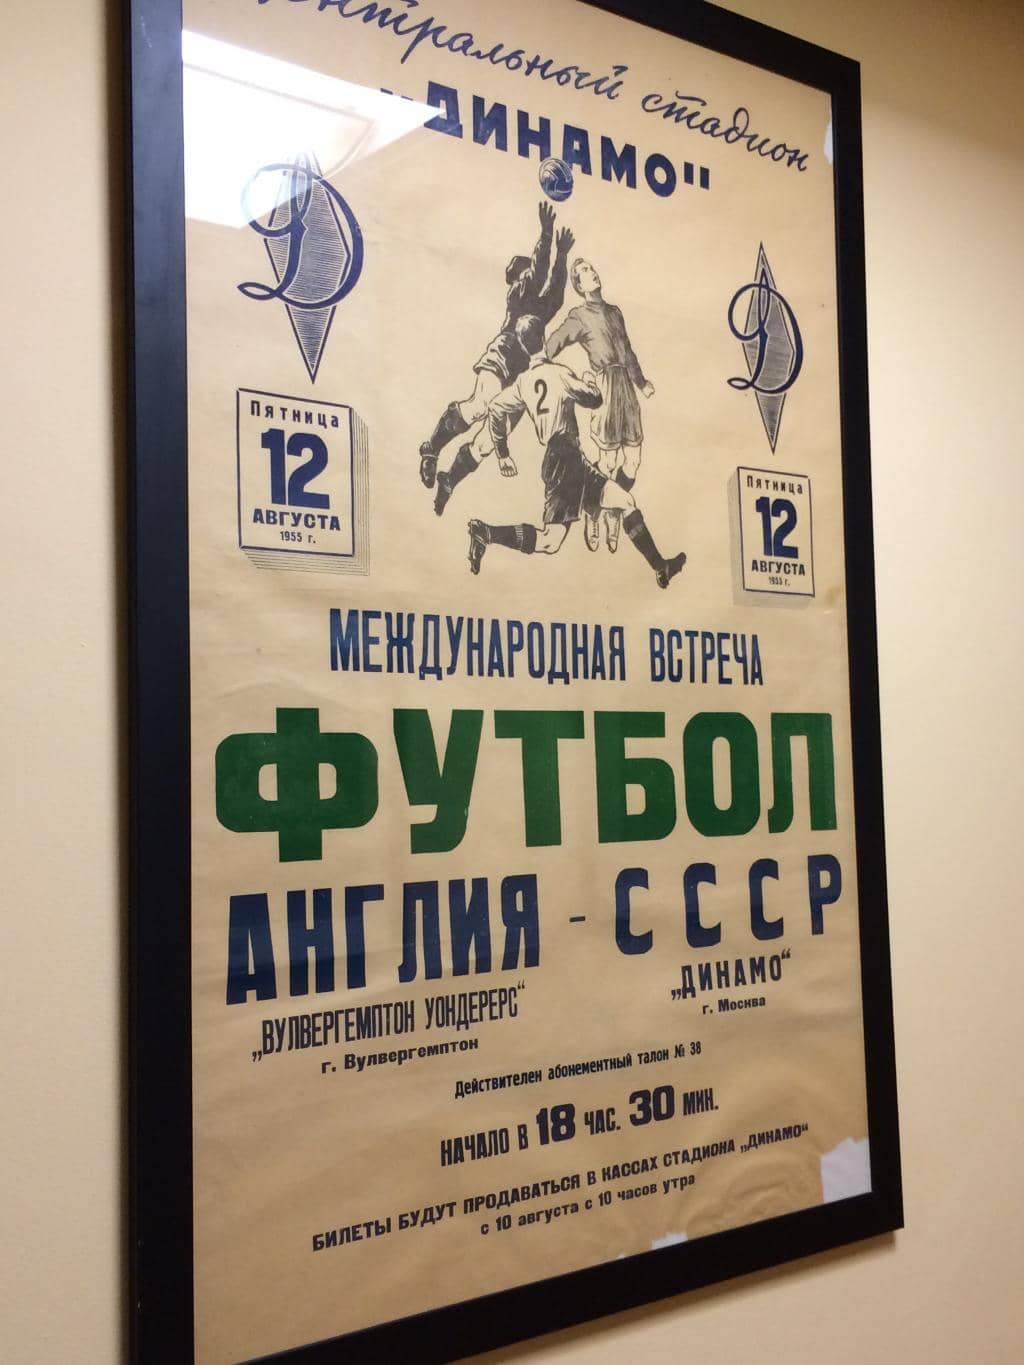 Центральный стадион
„ДИНАМО"
Д
Д
Пятница
12
АВГУСТА
1955 г.
Пятница
12
АВГУСТА
1955 г.
2
МЕЖДУНАРОДНАЯ ВСТРЕЧА
ФУТБОЛ
АНГЛИЯ - СССР
„ВУЛВЕРГЕМПТОН УОНДЕРЕРС“
г. Вулвергемптон
„ДИНАМО“
г. Москва
Действителен абонементный талон № 38
НАЧАЛО В 18 ЧАС. 30 МИН.
БИЛЕТЫ БУДУТ ПРОДАВАТЬСЯ В КАССАХ СТАДИОНА „ДИНАМО“
с 10 августа с 10 часов утра